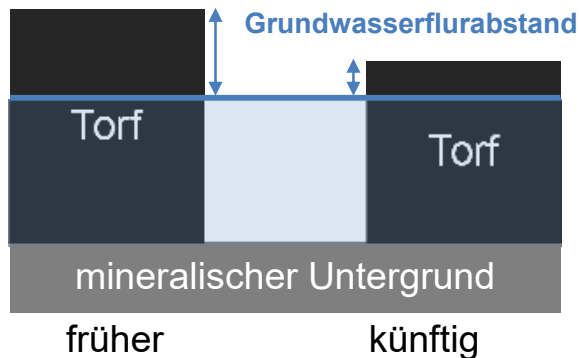 Grundwasserflurabstand
Torf
Torf
mineralischer Untergrund
früher
künftig